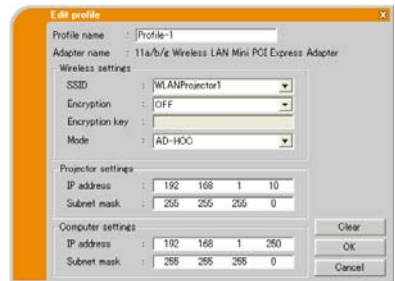 Edit profile X
Profile name : Profile-1
Adapter name : 11a/b/g Wireless LAN Mini PCI Express Adapter
Wireless settings
SSID : WLANProjector1
Encryption : OFF
Encryption key :
Mode : AD-HOC
Projector settings
IP address : 192 168 1 10
Subnet mask : 255 255 255 0
Computer settings
Clear
IP address : 192 168 1 250
OK
Subnet mask : 255 255 255 0
Cancel